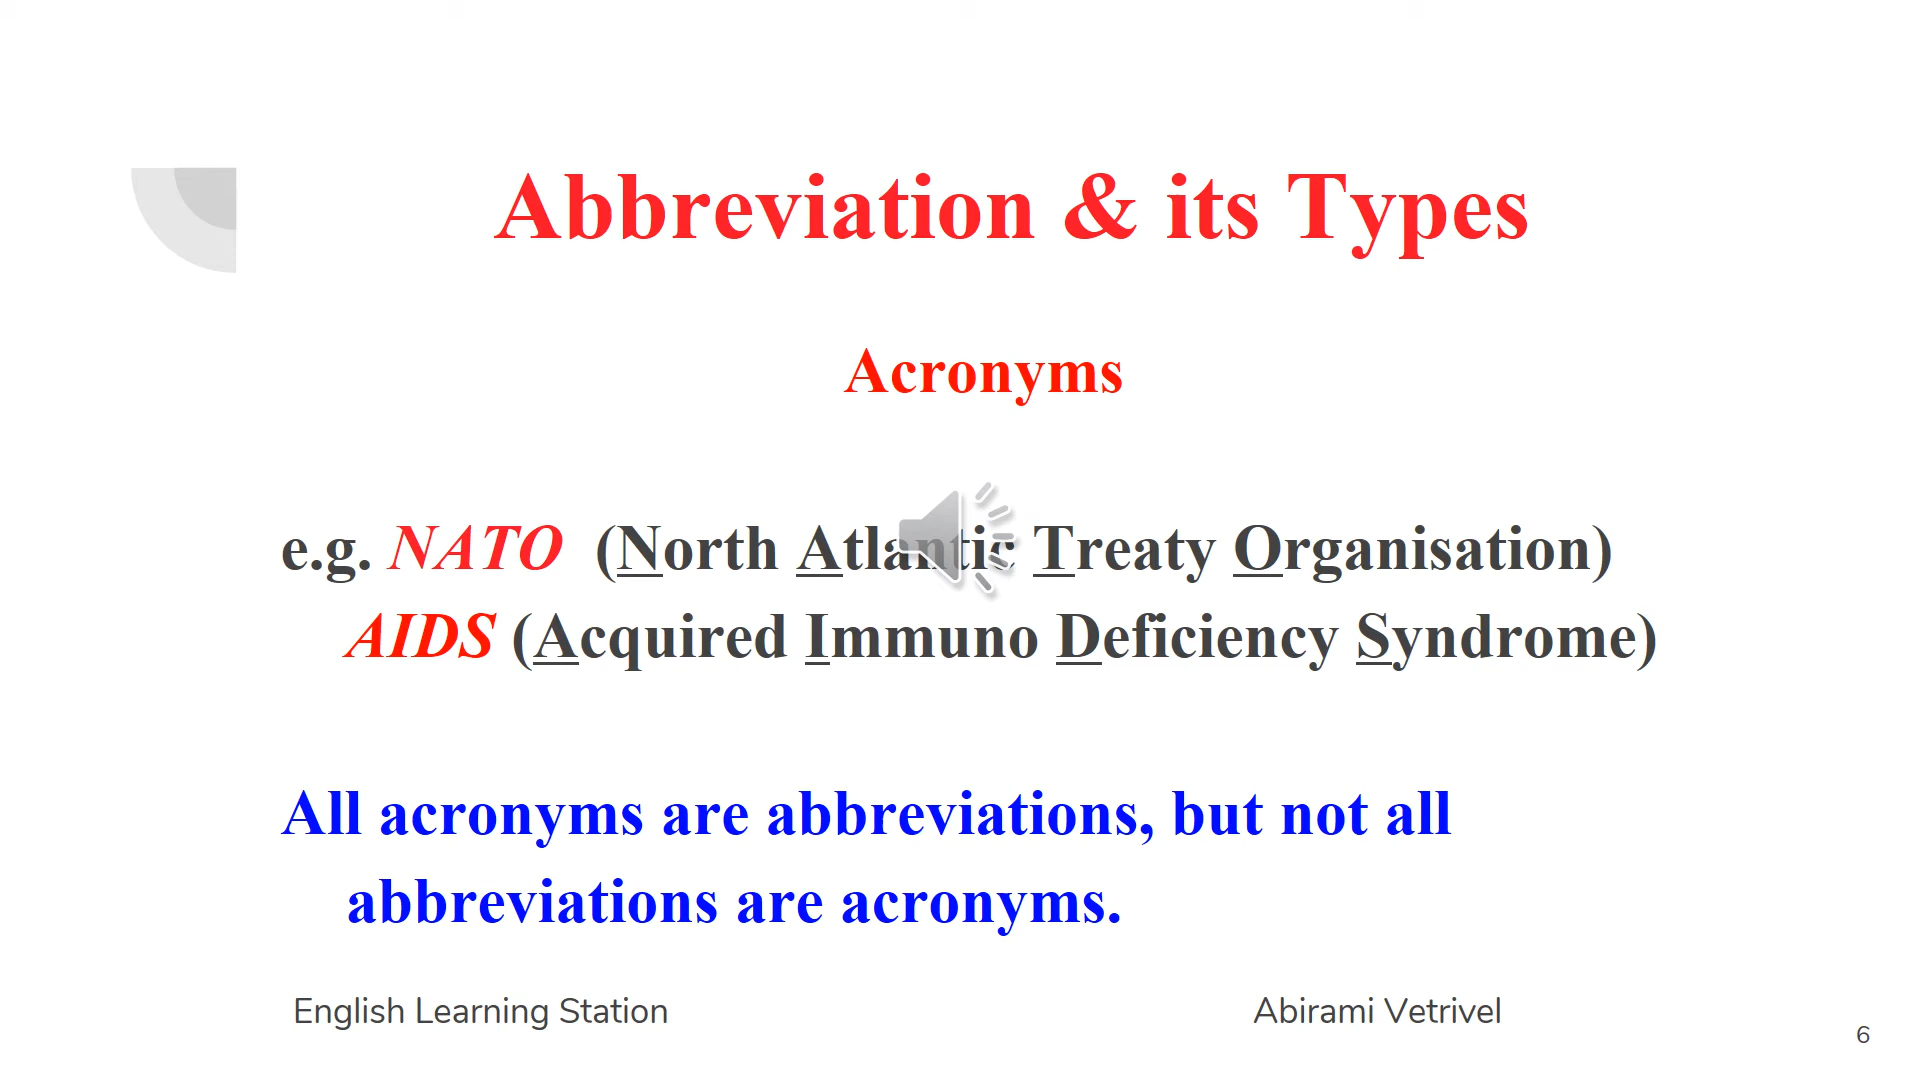 Abbreviation & its Types
Acronyms
e.g. NATO (North Atlantic Treaty Organisation)
AIDS (Acquired Immuno Deficiency Syndrome)
All acronyms are abbreviations, but not all
abbreviations are acronyms.
English Learning Station
Abirami Vetrivel
6